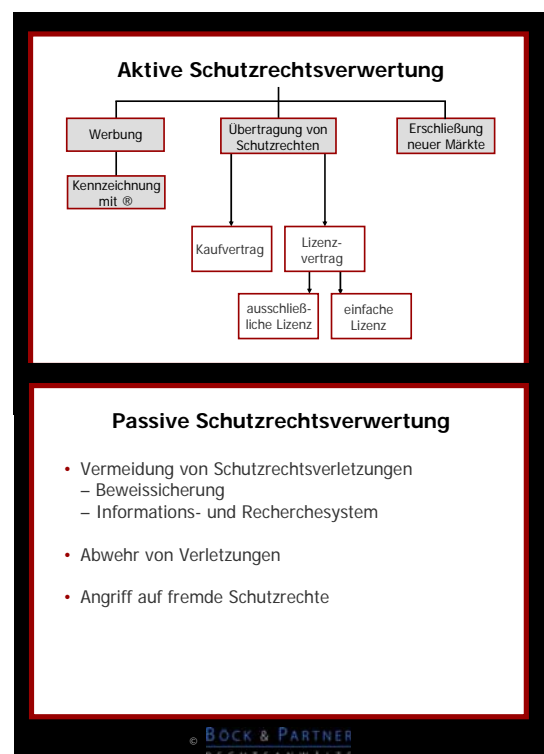 Aktive Schutzrechtsverwertung
Werbung
Übertragung von
Schutzrechten
Erschließung
neuer Märkte
Kennzeichnung
mit ®
Kaufvertrag
Lizenz-
vertrag
ausschließ-
liche Lizenz
einfache
Lizenz
Passive Schutzrechtsverwertung
• Vermeidung von Schutzrechtsverletzungen
– Beweissicherung
– Informations- und Recherchesystem
• Abwehr von Verletzungen
• Angriff auf fremde Schutzrechte
© BÖCK & PARTNER
RECHTSANWÄLTE